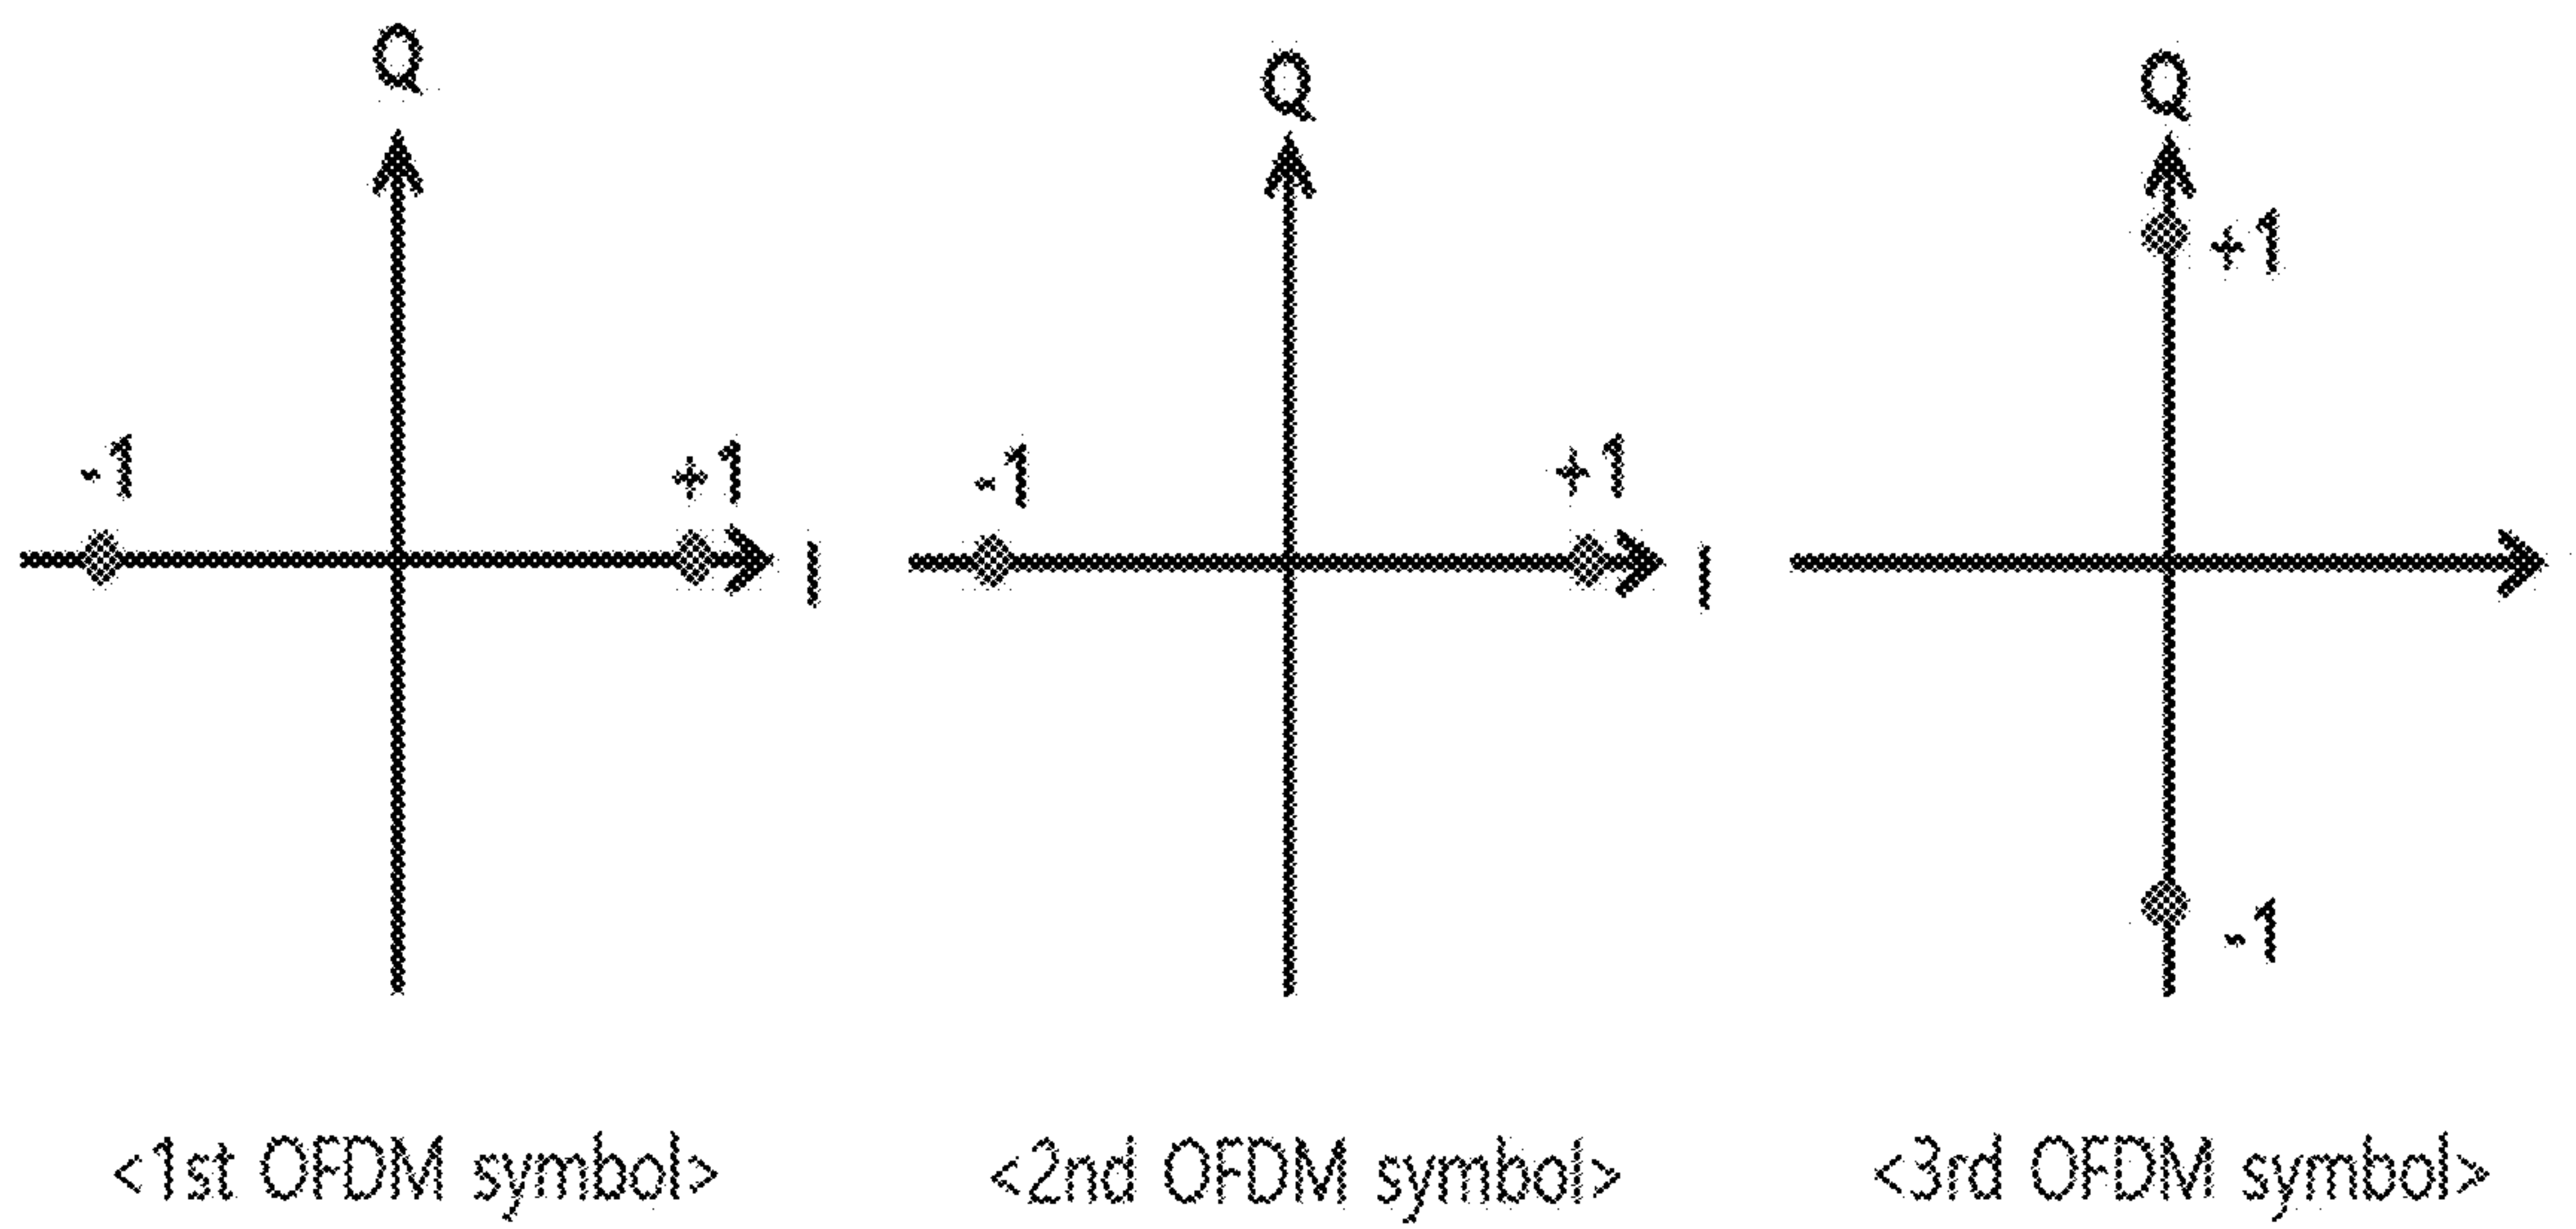 Q Q Q
+1
-1 +1 -1 +1
I I
-1
<1st OFDM symbol> <2nd OFDM symbol> <3rd OFDM symbol>